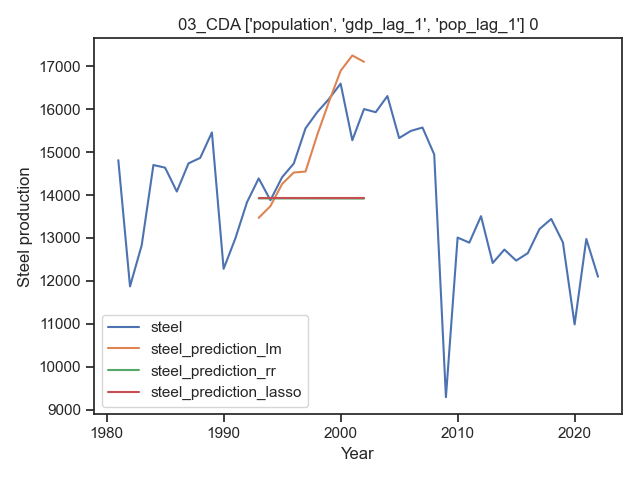 03_CDA ['population', 'gdp_lag_1', 'pop_lag_1'] 0
17000
16000
15000
14000
13000
12000
11000
10000
9000
Steel production
steel
steel_prediction_lm
steel_prediction_rr
steel_prediction_lasso
1980
1990
2000
2010
2020
Year